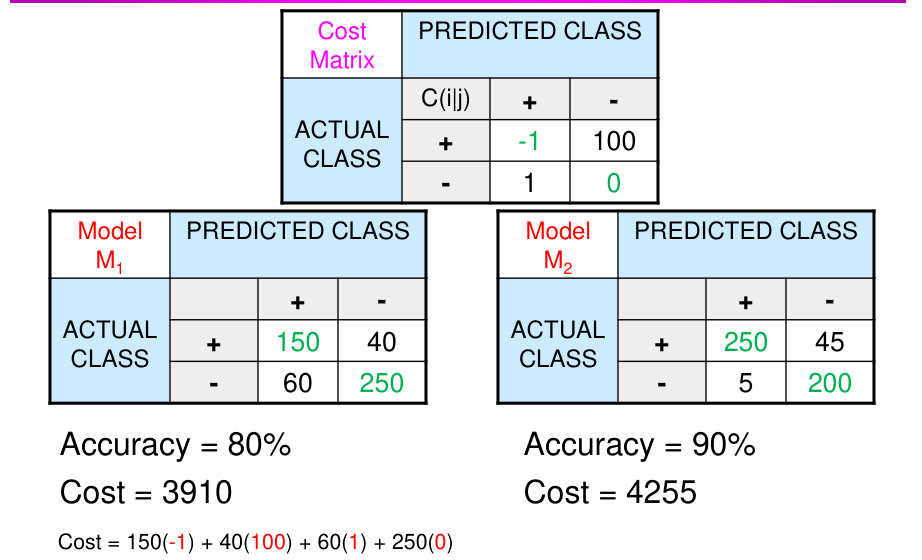 Cost Matrix
PREDICTED CLASS
ACTUAL CLASS
C(i|j) + -
+ -1 100
- 1 0
Model M1
PREDICTED CLASS
ACTUAL CLASS
+ -
+ 150 40
- 60 250
Accuracy = 80%
Cost = 3910
Cost = 150(-1) + 40(100) + 60(1) + 250(0)
Model M2
PREDICTED CLASS
ACTUAL CLASS
+ -
+ 250 45
- 5 200
Accuracy = 90%
Cost = 4255